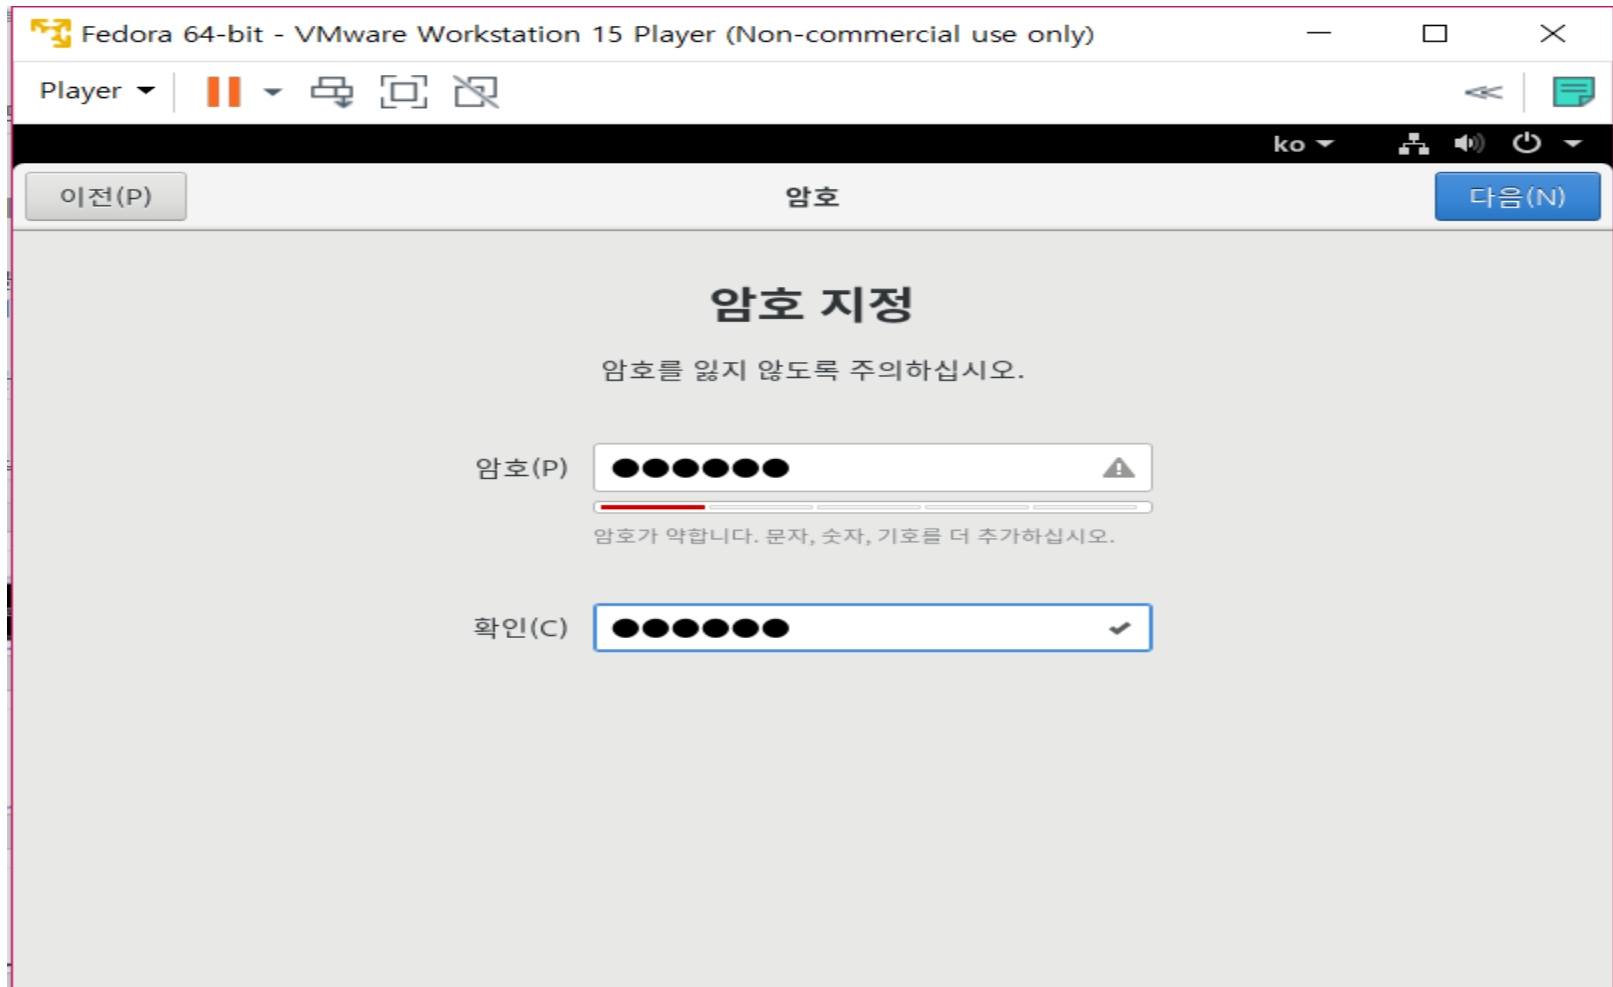 Fedora 64-bit - VMware Workstation 15 Player (Non-commercial use only)
Player
ko
이전(P)
암호
다음(N)
암호 지정
암호를 잃지 않도록 주의하십시오.
암호(P)
암호가 약합니다. 문자, 숫자, 기호를 더 추가하십시오.
확인(C)